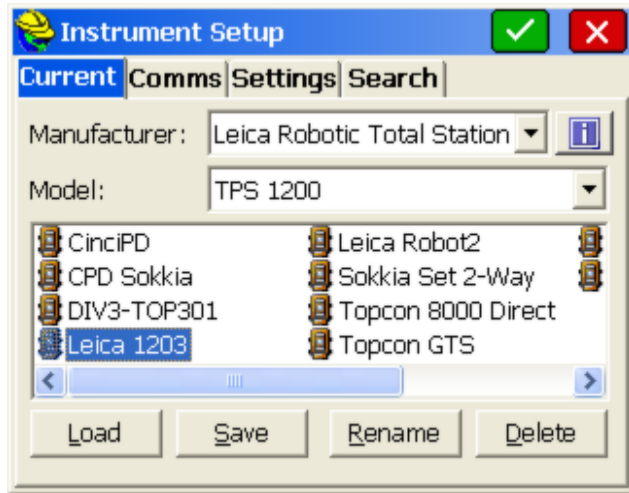 Instrument Setup
Current Comms Settings Search
Manufacturer: Leica Robotic Total Station
Model: TPS 1200
CinciPD Leica Robot2
CPD Sokkia Sokkia Set 2-Way
DIV3-TOP301 Topcon 8000 Direct
Leica 1203 Topcon GTS
Load Save Rename Delete